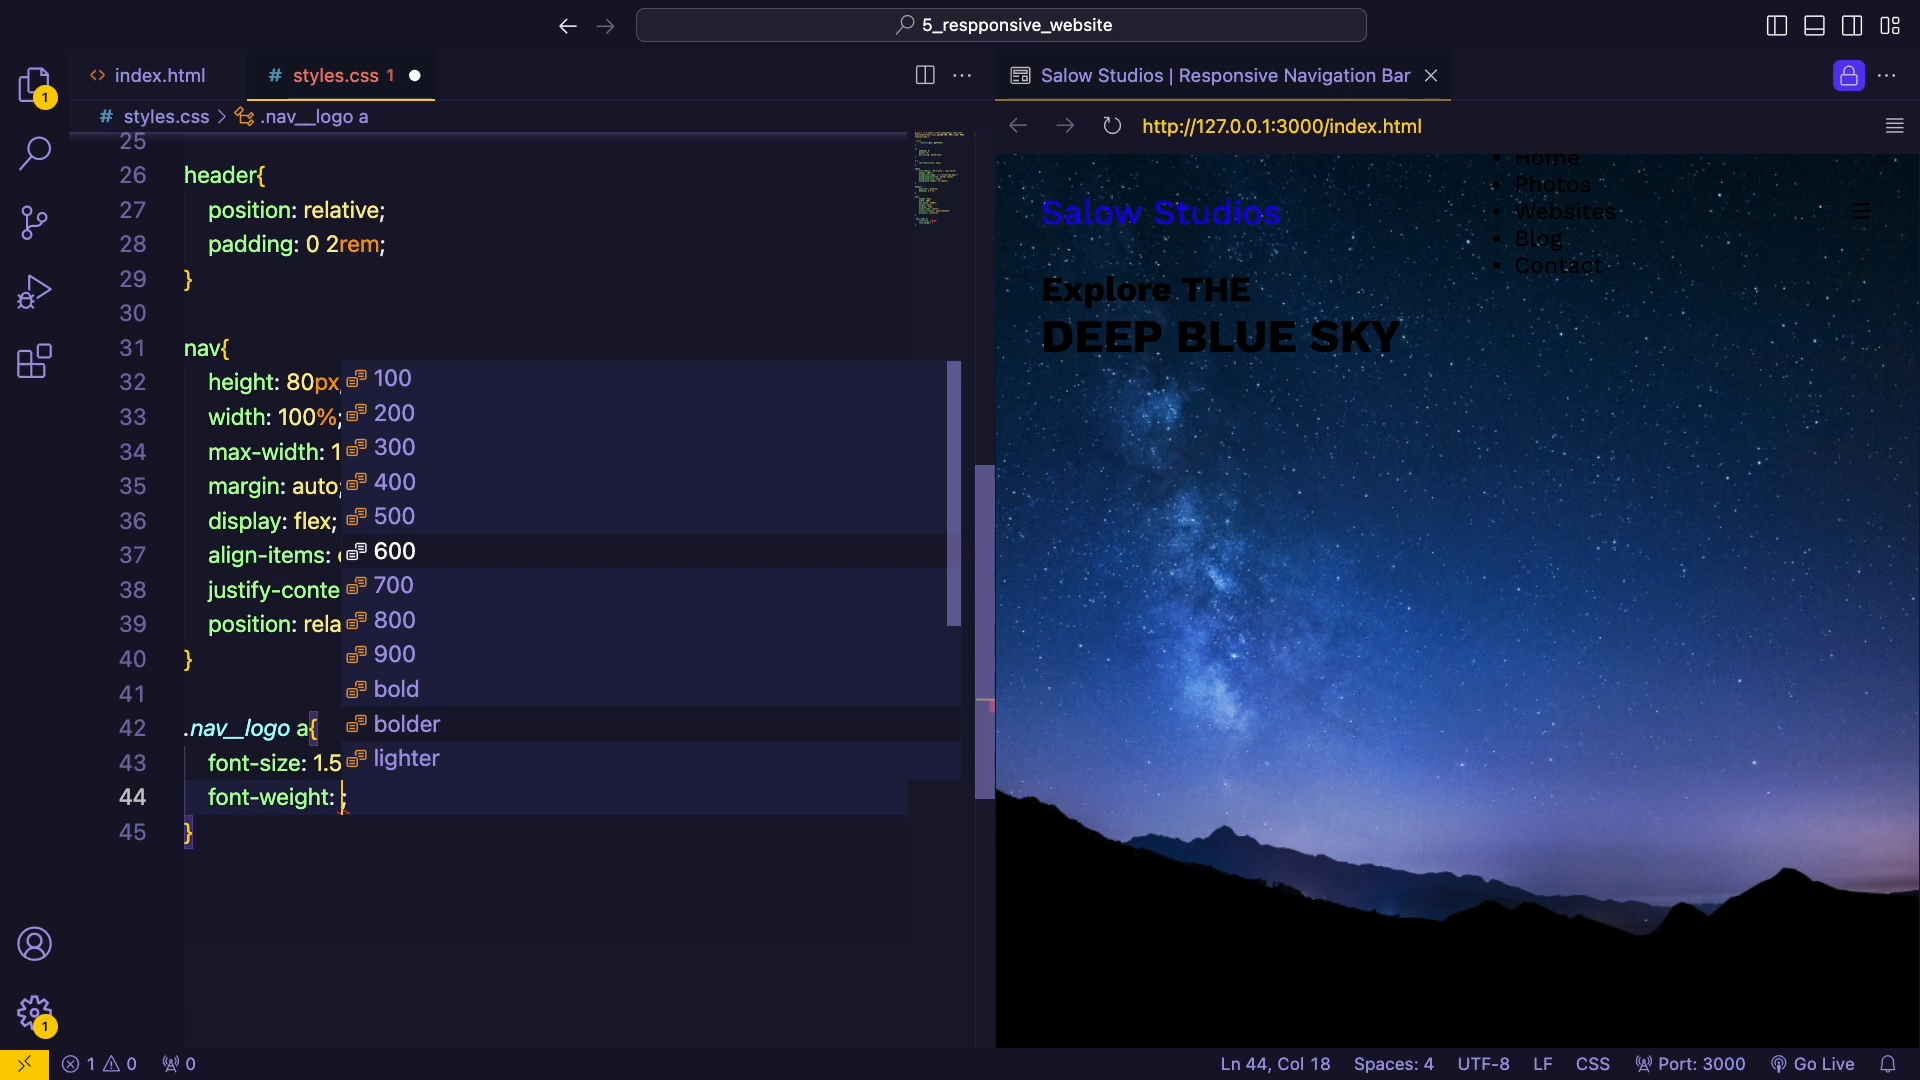 5_respponsive_website
index.html
styles.css 1
Salow Studios | Responsive Navigation Bar
styles.css
.nav__logo a
http://127.0.0.1:3000/index.html
25
26 header{
27 position: relative;
28 padding: 0 2rem;
29 }
30
31 nav{
32 height: 80px
33 width: 100%;
34 max-width: 1
35 margin: auto;
36 display: flex;
37 align-items:
38 justify-conte
39 position: rela
40 }
41
42 .nav__logo a{
43 font-size: 1.5
44 font-weight: ;
45 }
100
200
300
400
500
600
700
800
900
bold
bolder
lighter
Home
Photos
Websites
Blog
Contact
Salow Studios
Explore THE
DEEP BLUE SKY
1
1
1 0 0
Ln 44, Col 18
Spaces: 4
UTF-8
LF
CSS
Port: 3000
Go Live